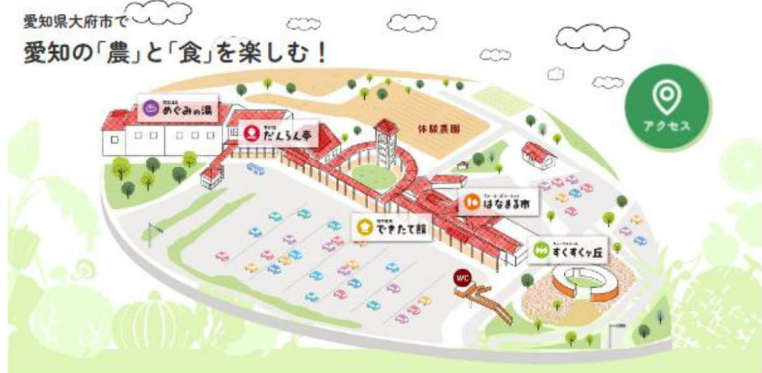 愛知県大府市で
愛知の「農」と「食」を楽しむ！
めぐみの湯
だんらん亭
体験農園
アクセス
はなまる市
できたて館
すくすくヶ丘
WC